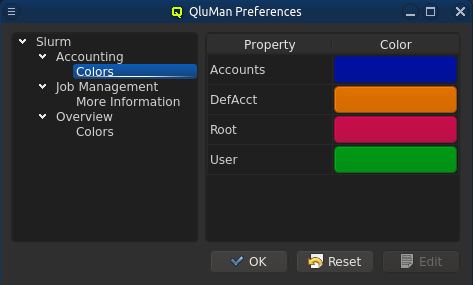 QluMan Preferences
Slurm
Accounting
Colors
Job Management
More Information
Overview
Colors
Property Color
Accounts
DefAcct
Root
User
OK Reset Edit